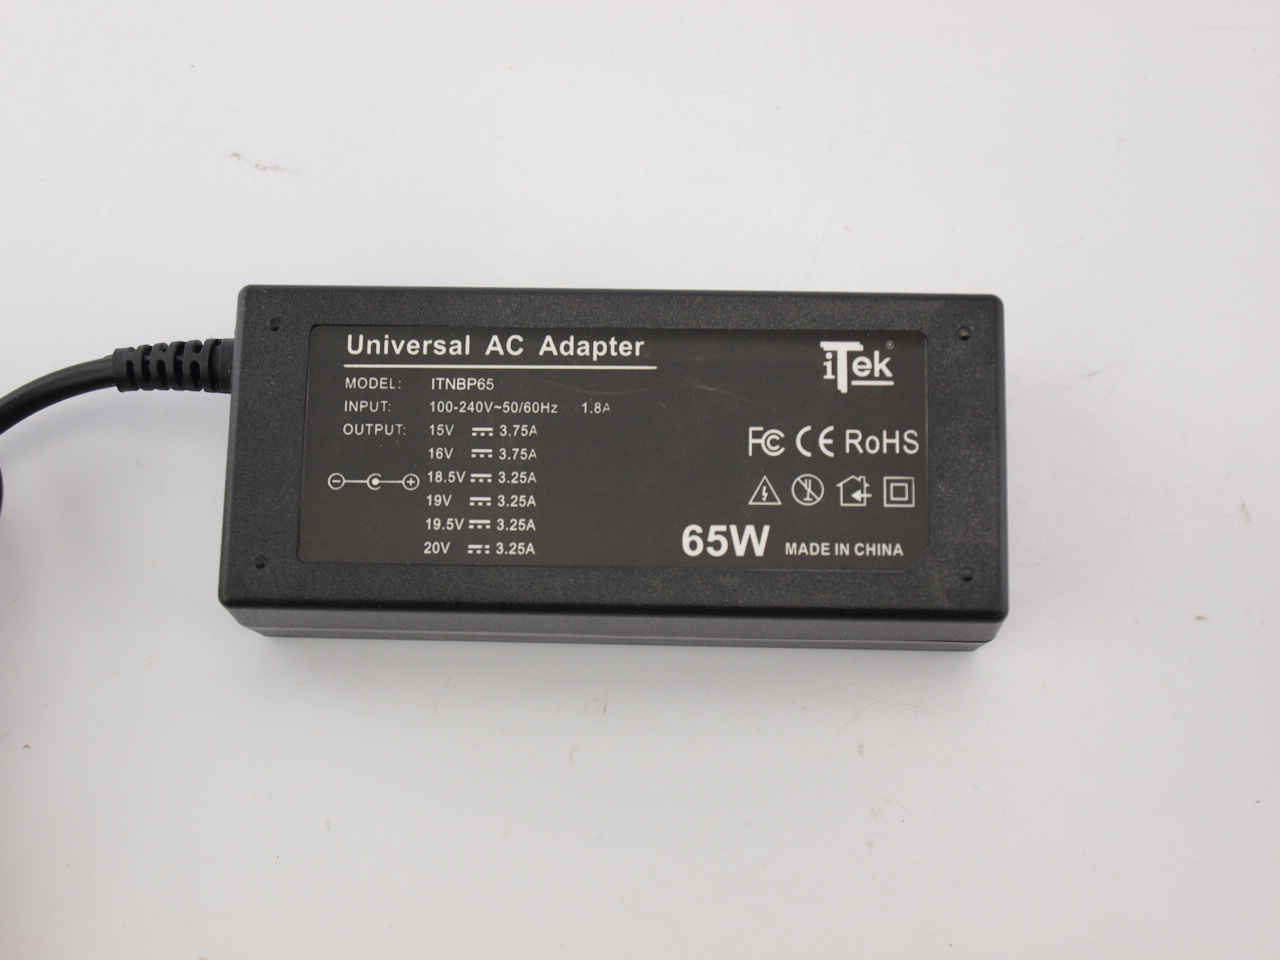 Universal AC Adapter
iTek®
MODEL: ITNBP65
INPUT: 100-240V~50/60Hz 1.8A
OUTPUT: 15V ⎓ 3.75A
16V ⎓ 3.75A
18.5V ⎓ 3.25A
19V ⎓ 3.25A
19.5V ⎓ 3.25A
20V ⎓ 3.25A
FC CE RoHS
65W MADE IN CHINA